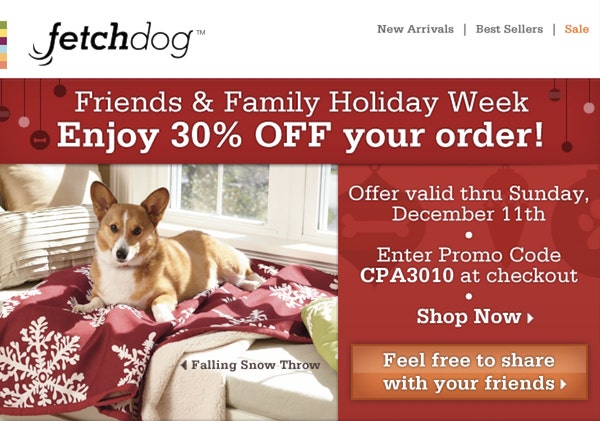 fetchdog™
New Arrivals | Best Sellers | Sale
Friends & Family Holiday Week
Enjoy 30% OFF your order!
Offer valid thru Sunday,
December 11th
•
Enter Promo Code
CPA3010 at checkout
•
Shop Now ▸
◂ Falling Snow Throw
Feel free to share
with your friends ▸